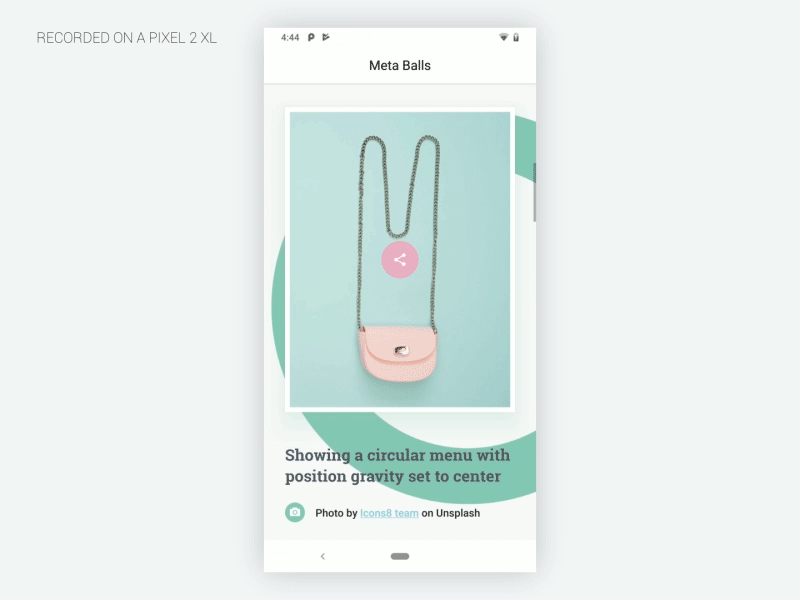 RECORDED ON A PIXEL 2 XL
4:44
Meta Balls
Showing a circular menu with
position gravity set to center
Photo by Icons8 team on Unsplash